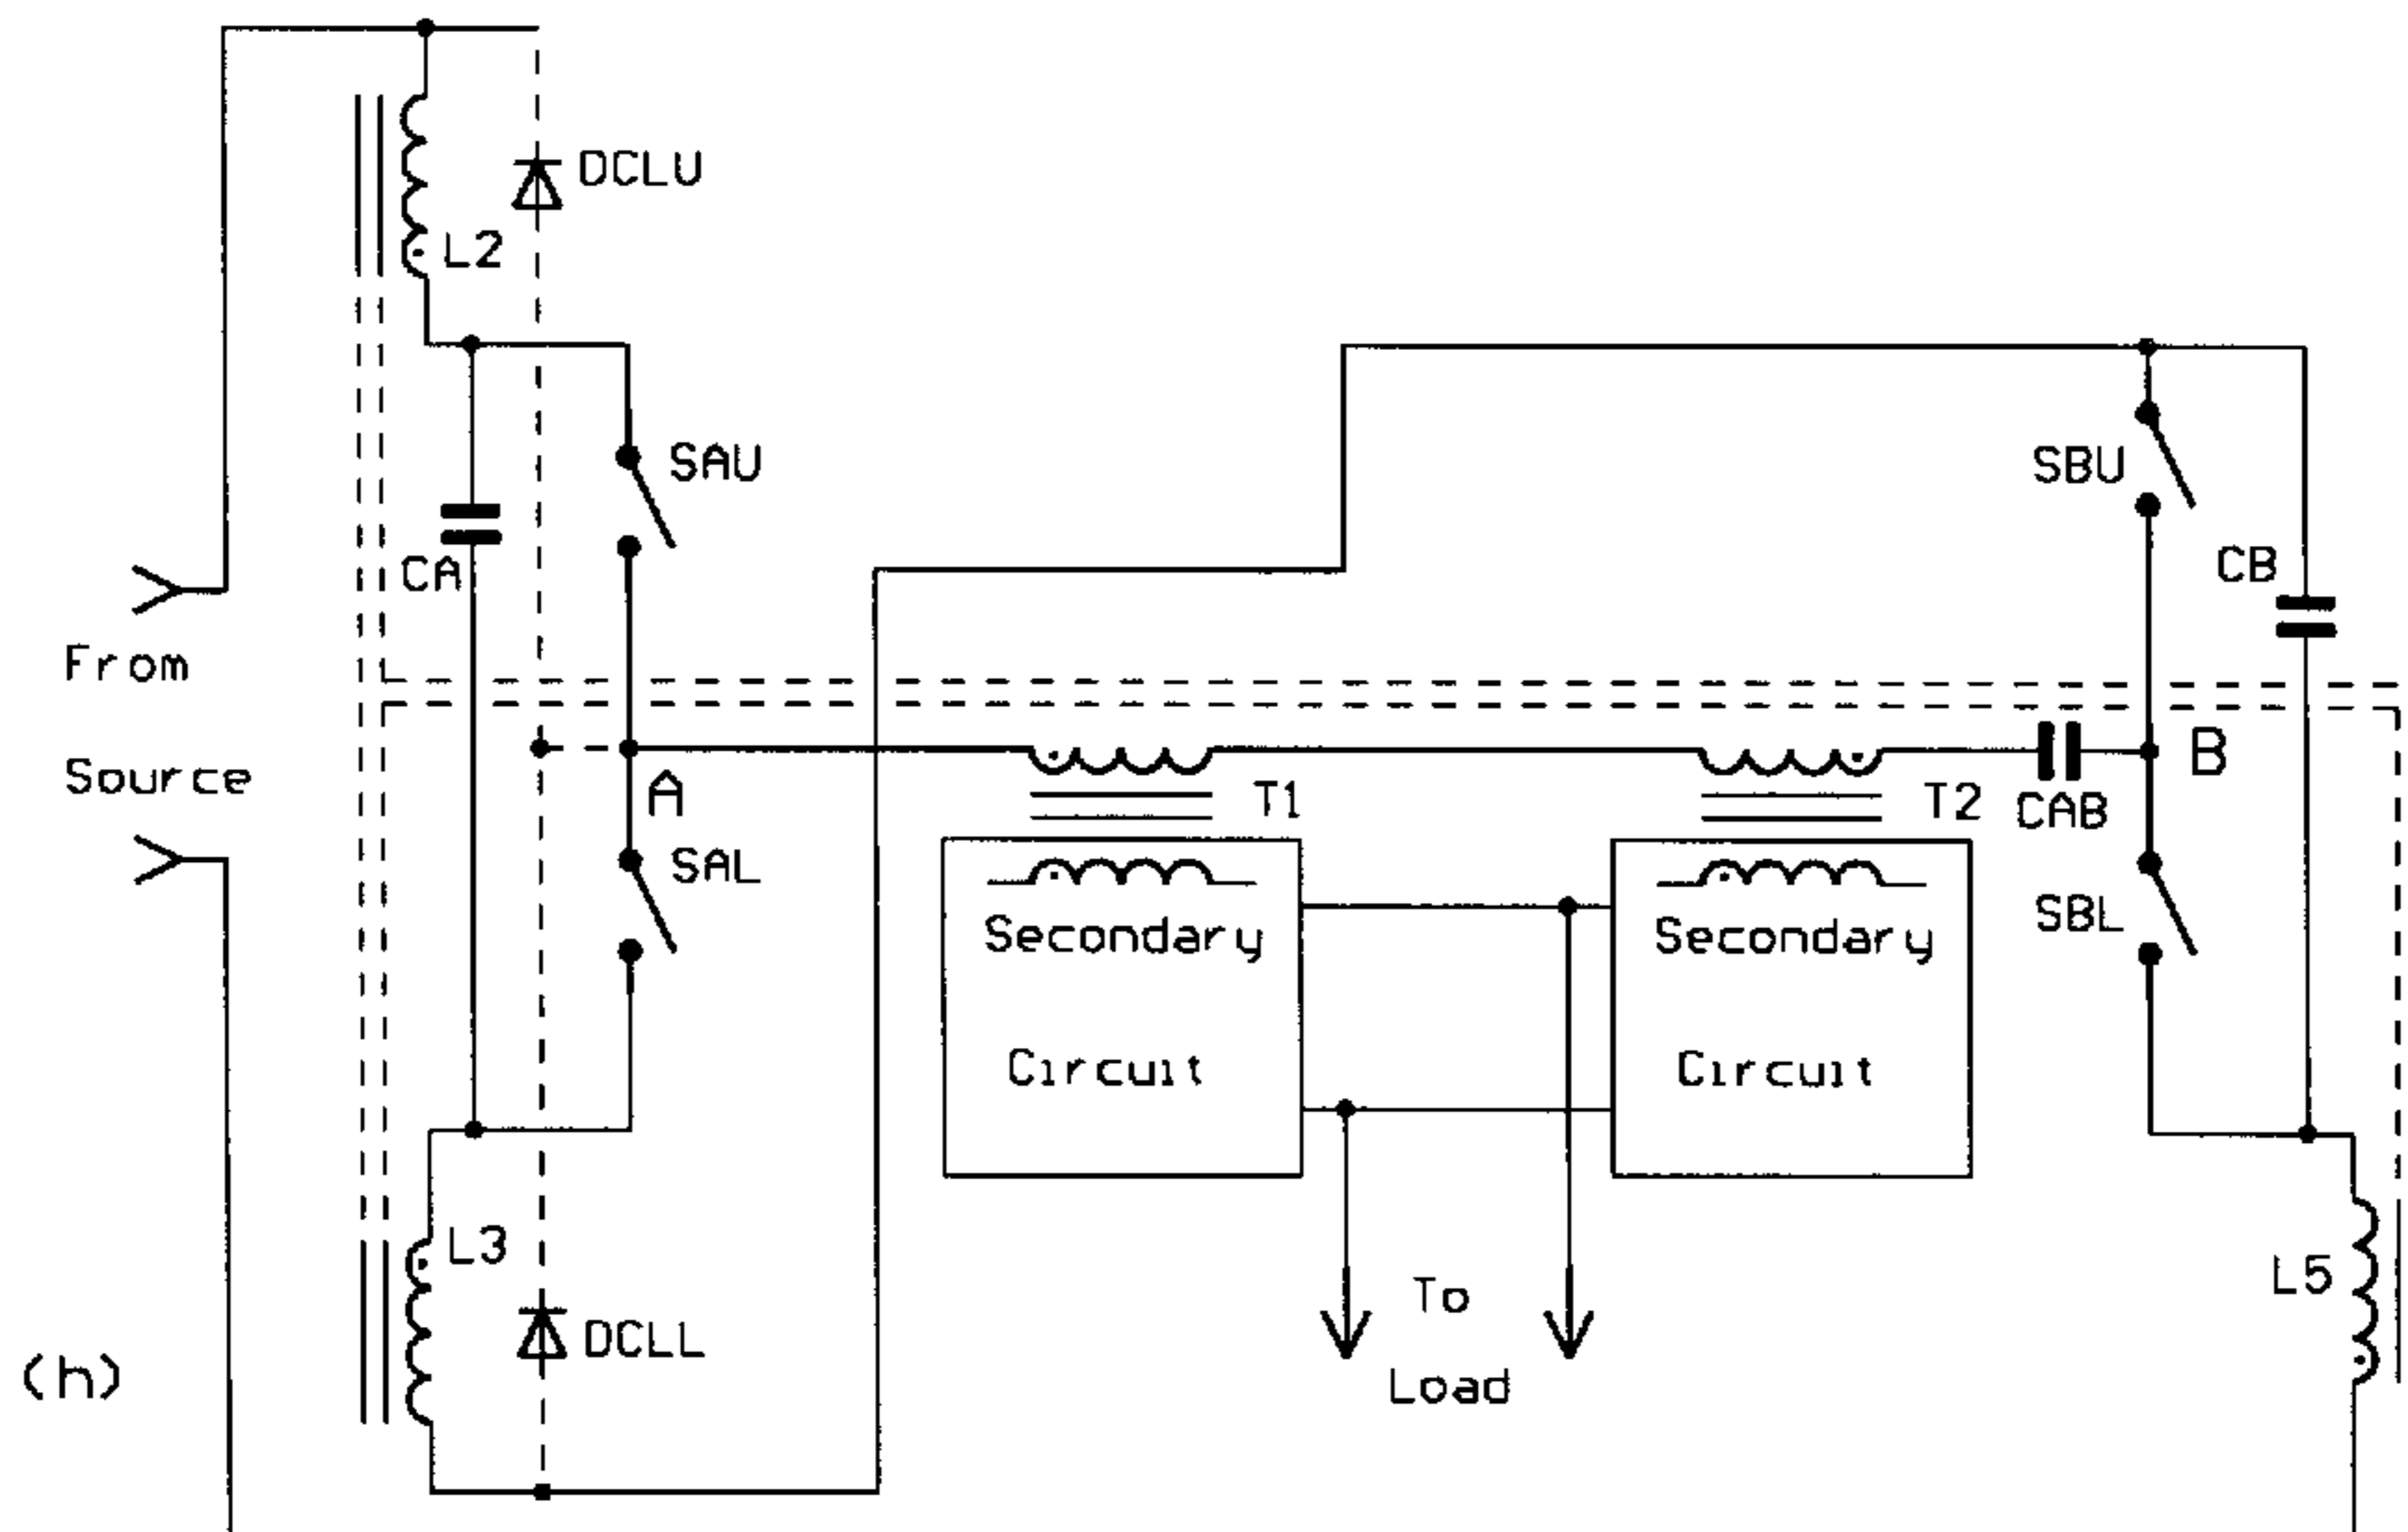 DCLU
L2
SAU
SBU
CA
CB
From
Source
A
B
T1
T2
CAB
SAL
SBL
Secondary
Circuit
Secondary
Circuit
L3
DCLL
To
Load
L5
(h)